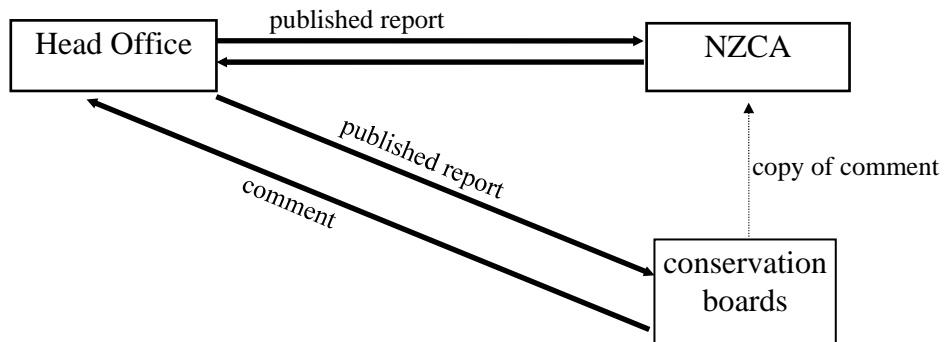 published report
Head Office
NZCA
published report
comment
copy of comment
conservation
boards